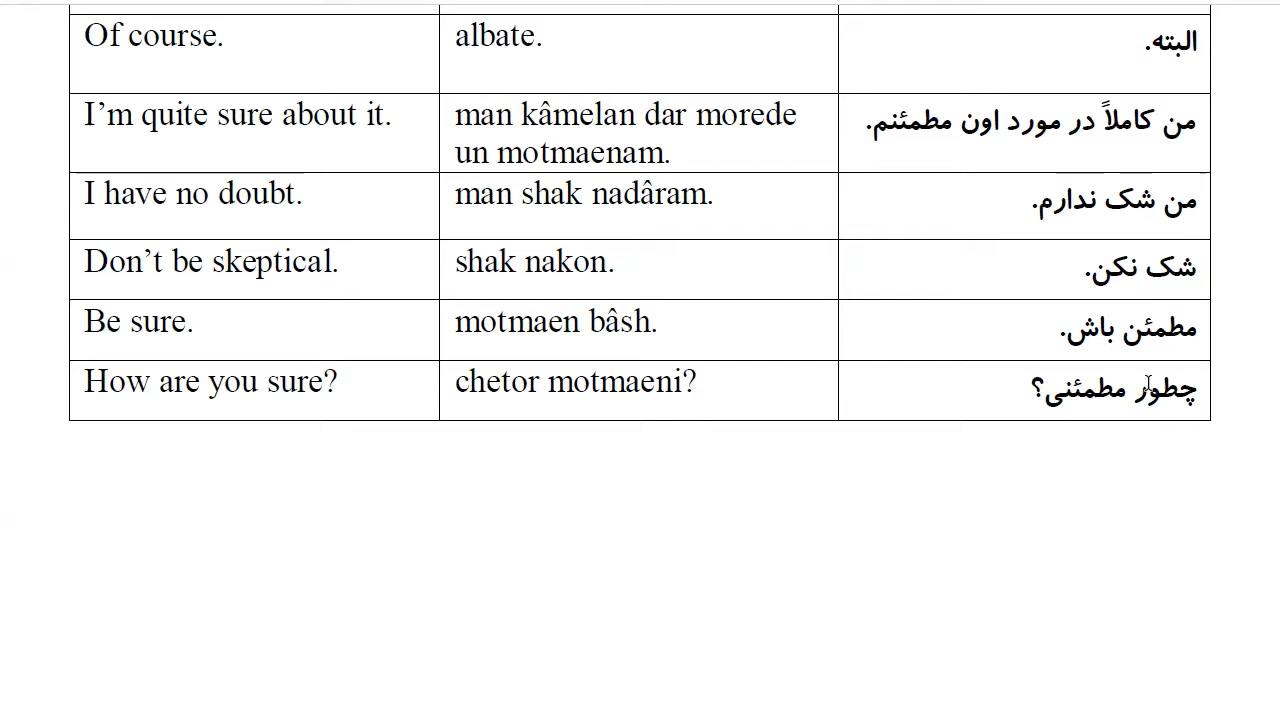 Of course.
albate.
البته.
I’m quite sure about it.
man kâmelan dar morede
un motmaenam.
من کاملاً در مورد اون مطمئنم.
I have no doubt.
man shak nadâram.
من شک ندارم.
Don’t be skeptical.
shak nakon.
شک نکن.
Be sure.
motmaen bâsh.
مطمئن باش.
How are you sure?
chetor motmaeni?
چطور مطمئنی؟